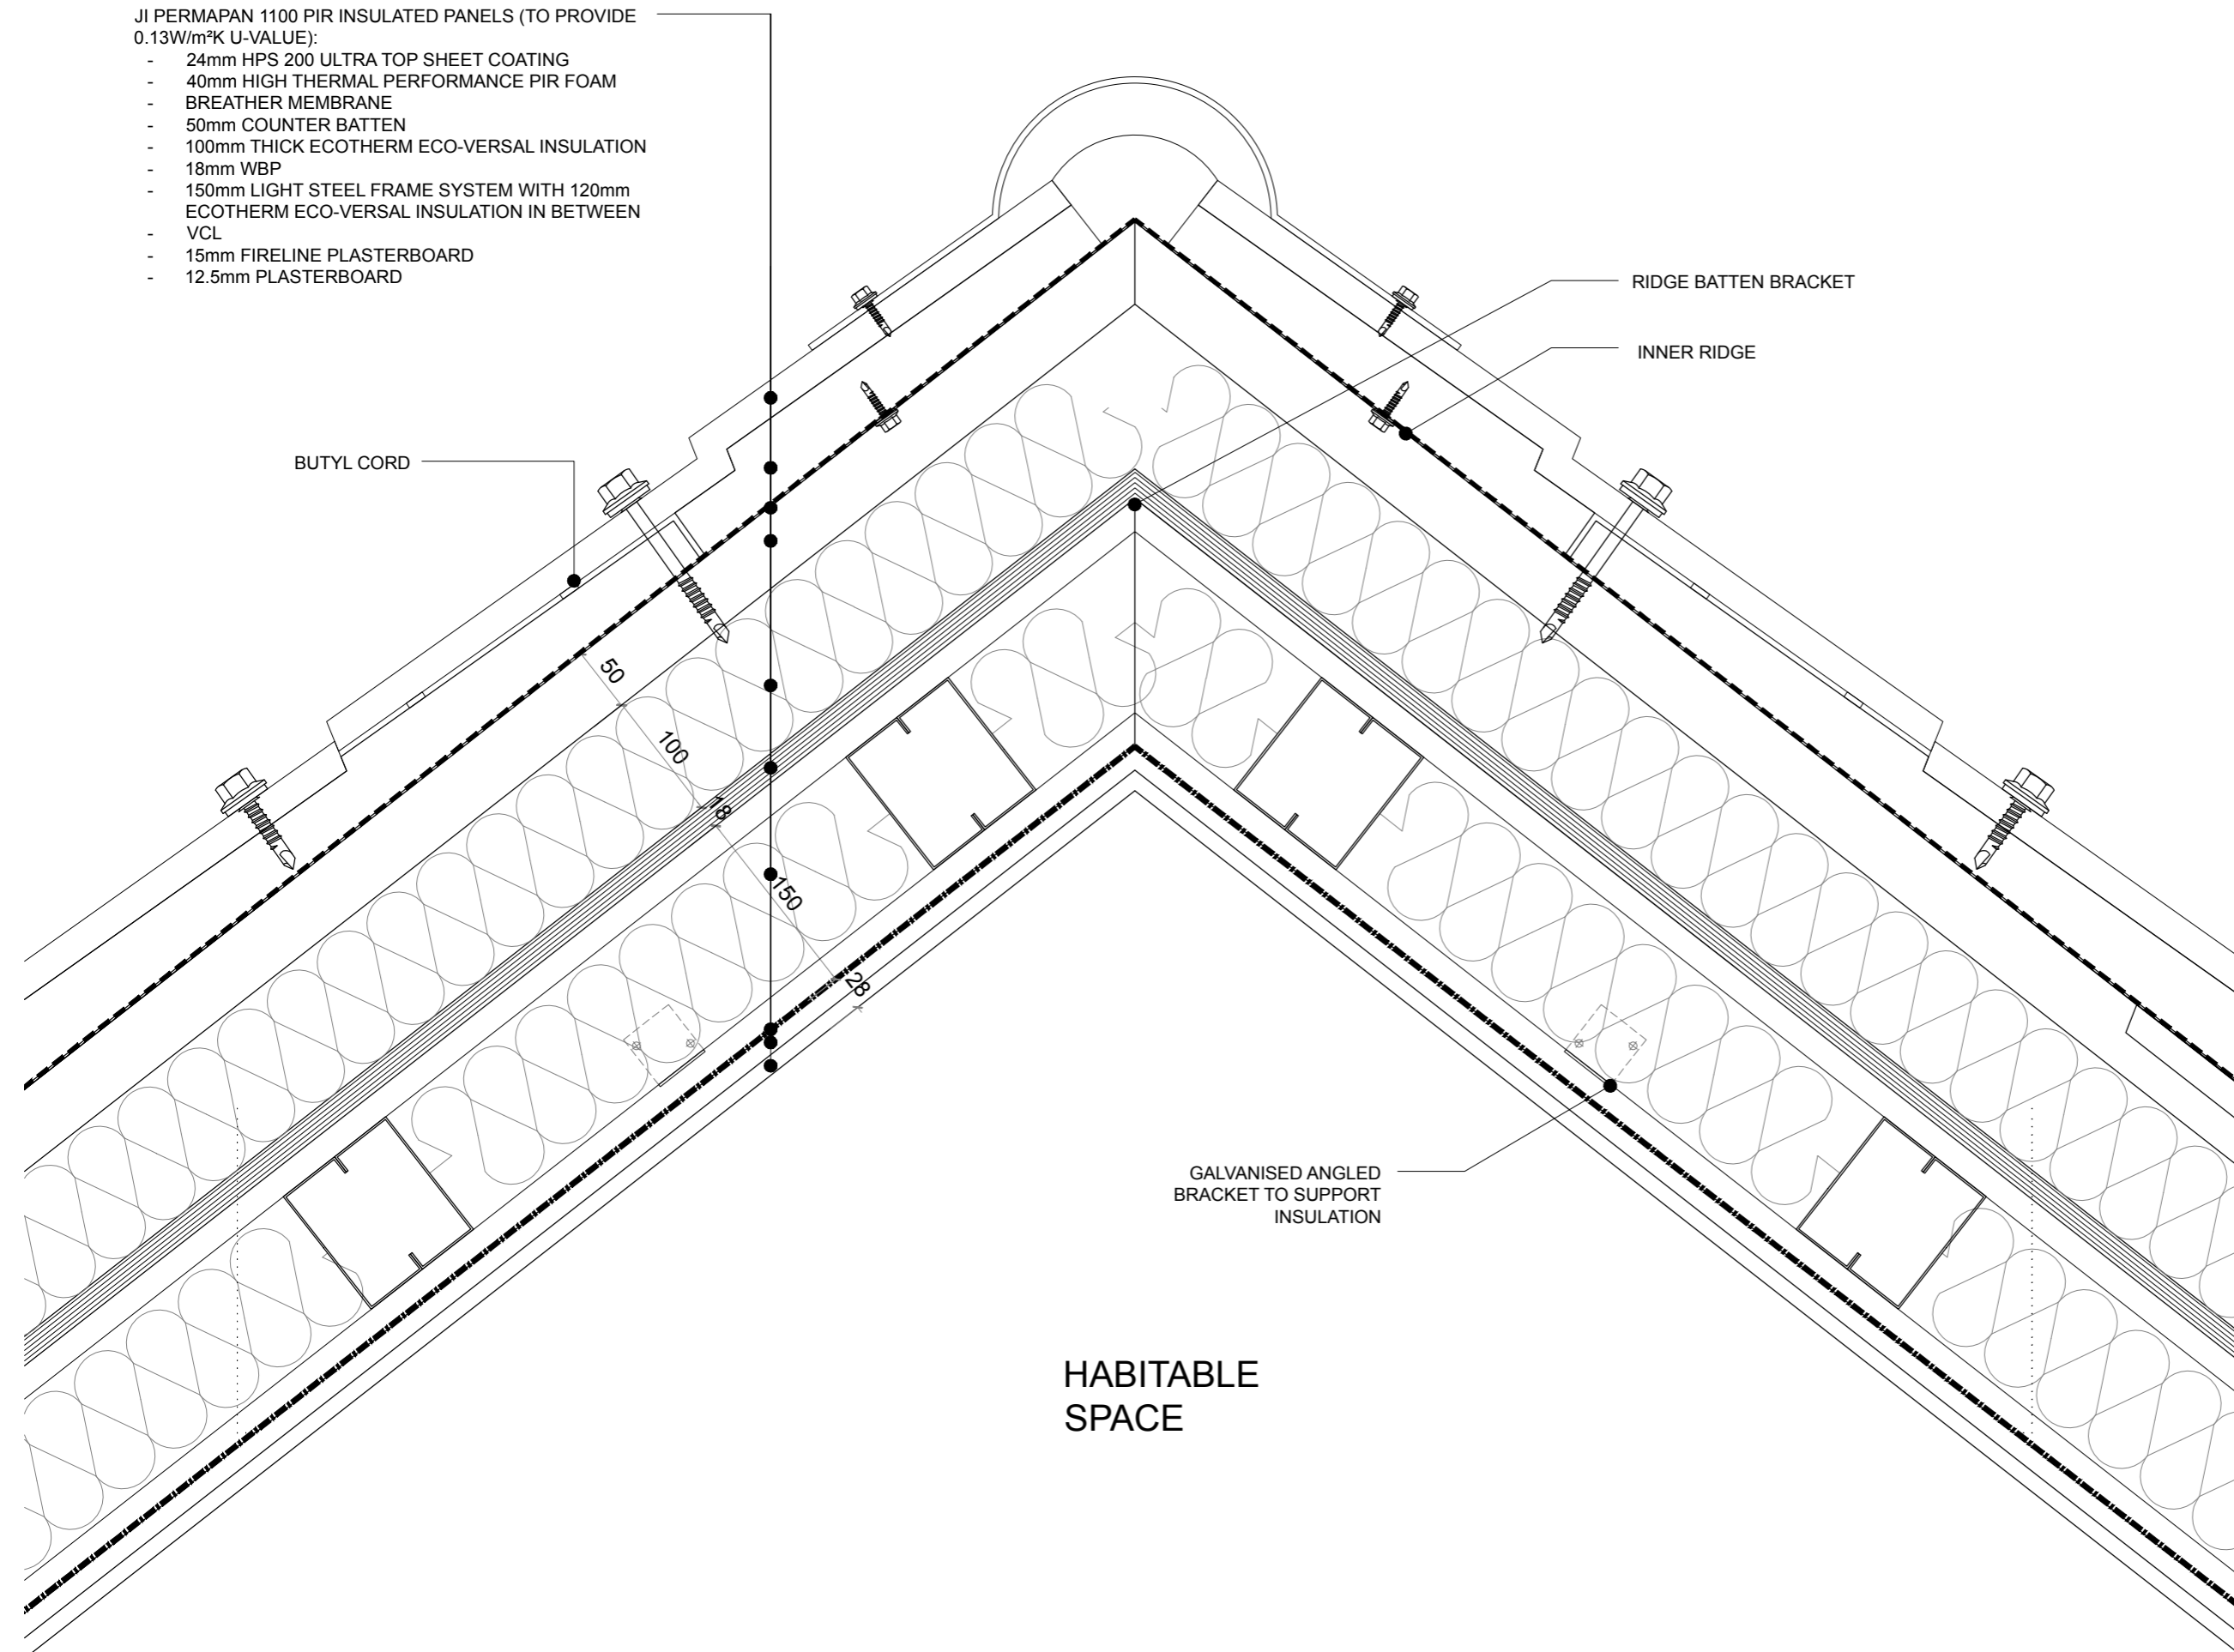 JI PERMAPAN 1100 PIR INSULATED PANELS (TO PROVIDE
0.13W/m²K U-VALUE):
- 24mm HPS 200 ULTRA TOP SHEET COATING
- 40mm HIGH THERMAL PERFORMANCE PIR FOAM
- BREATHER MEMBRANE
- 50mm COUNTER BATTEN
- 100mm THICK ECOTHERM ECO-VERSAL INSULATION
- 18mm WBP
- 150mm LIGHT STEEL FRAME SYSTEM WITH 120mm
ECOTHERM ECO-VERSAL INSULATION IN BETWEEN
- VCL
- 15mm FIRELINE PLASTERBOARD
- 12.5mm PLASTERBOARD
RIDGE BATTEN BRACKET
INNER RIDGE
BUTYL CORD
50
100
18
150
28
GALVANISED ANGLED
BRACKET TO SUPPORT
INSULATION
HABITABLE
SPACE